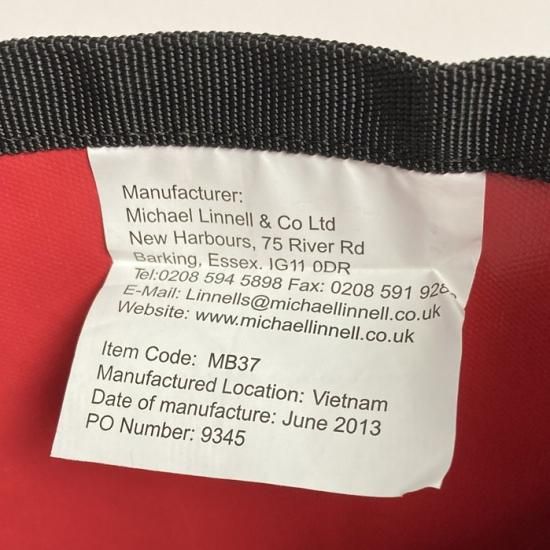 Manufacturer:
Michael Linnell & Co Ltd
New Harbours, 75 River Rd
Barking, Essex. IG11 0DR
Tel:0208 594 5898 Fax: 0208 591
E-Mail: Linnells@michaellinnell.co.uk
Website: www.michaellinnell.co.uk
Item Code: MB37
Manufactured Location: Vietnam
Date of manufacture: June 2013
PO Number: 9345